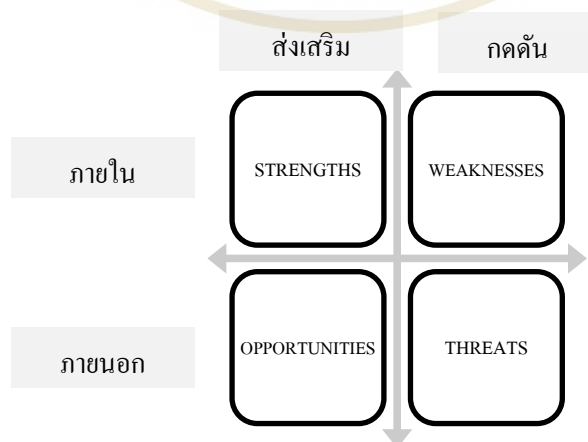 ส่งเสริม กดดัน
ภายใน STRENGTHS WEAKNESSES
ภายนอก OPPORTUNITIES THREATS